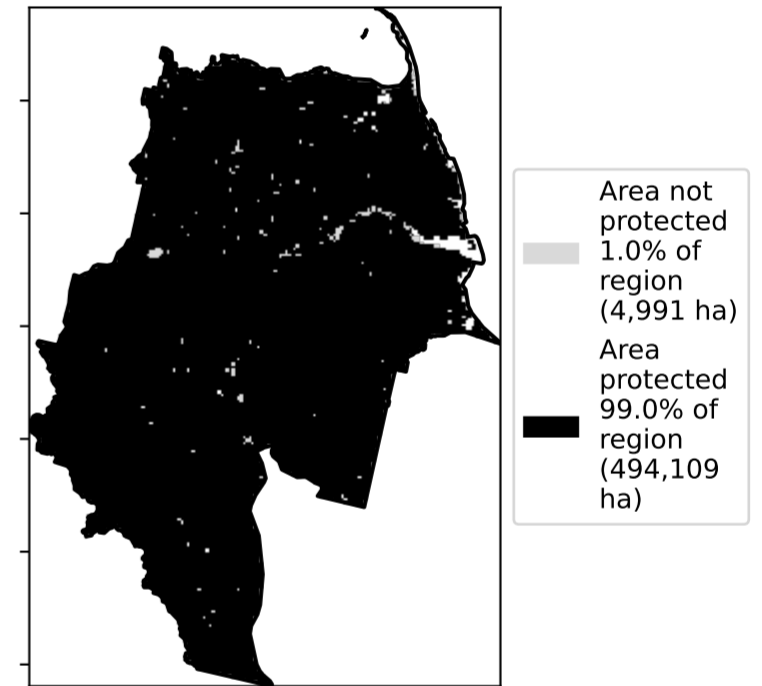 Area not
protected
1.0% of
region
(4,991 ha)
Area
protected
99.0% of
region
(494,109
ha)